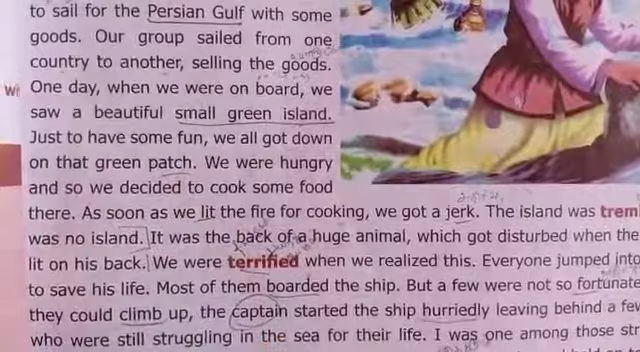 to sail for the Persian Gulf with some
goods. Our group sailed from one
country to another, selling the goods.
One day, when we were on board, we
saw a beautiful small green island.
Just to have some fun, we all got down
on that green patch. We were hungry
and so we decided to cook some food
there. As soon as we lit the fire for cooking, we got a jerk. The island was trem
was no island. It was the back of a huge animal, which got disturbed when the
lit on his back. We were terrified when we realized this. Everyone jumped into
to save his life. Most of them boarded the ship. But a few were not so fortunate
they could climb up, the captain started the ship hurriedly leaving behind a few
who were still struggling in the sea for their life. I was one among those str